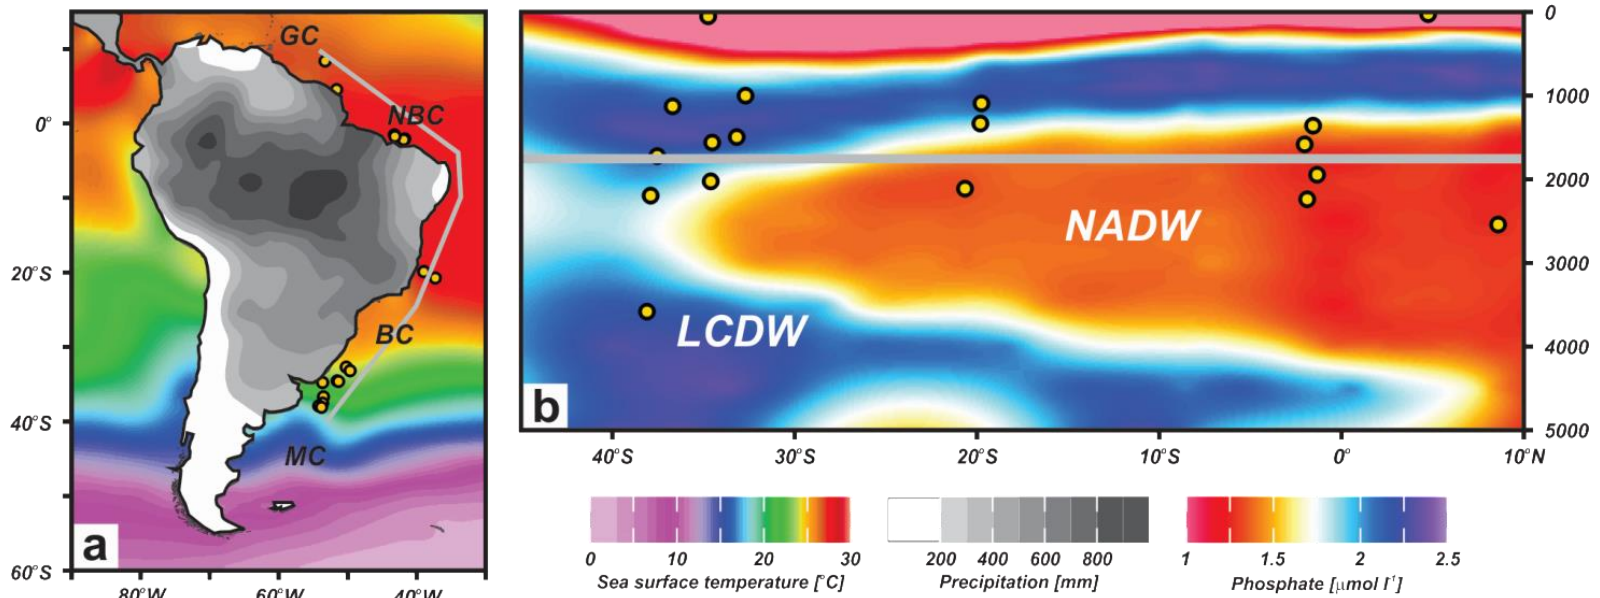 GC
NBC
BC
MC
a
0°
20°S
40°S
60°S
80°W
60°W
40°W
NADW
LCDW
b
0
1000
2000
3000
4000
5000
40°S
30°S
20°S
10°S
0°
10°N
0 10 20 30
Sea surface temperature [°C]
200 400 600 800
Precipitation [mm]
1 1.5 2 2.5
Phosphate [μmol l⁻¹]